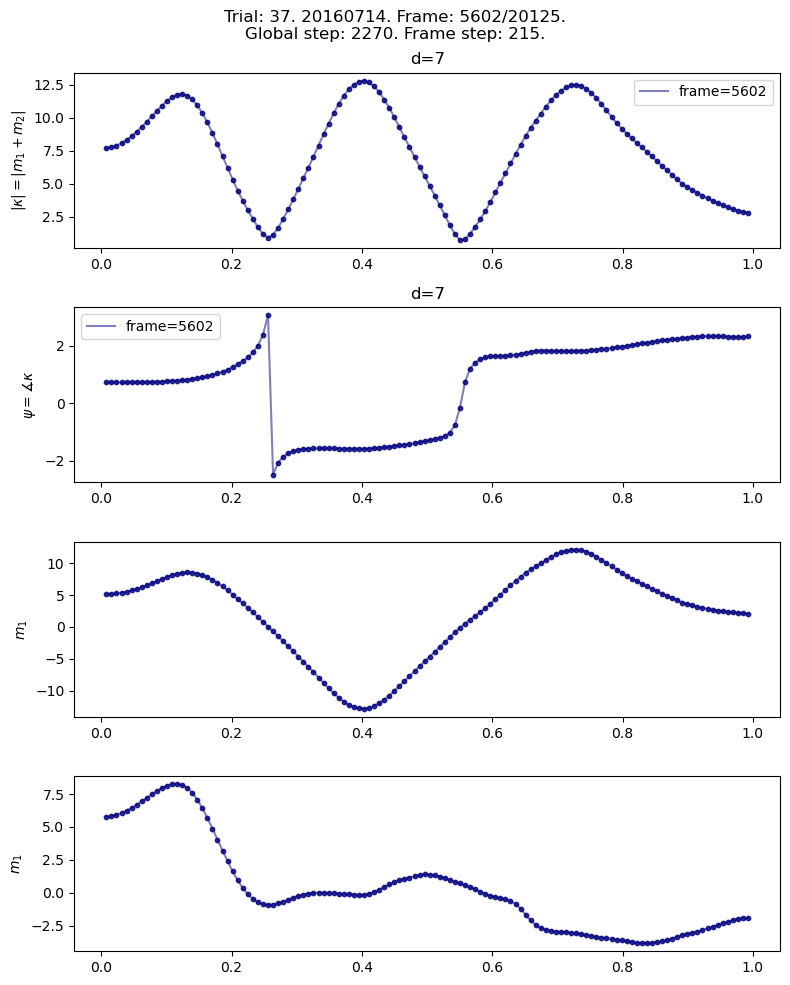 Trial: 37. 20160714. Frame: 5602/20125.
Global step: 2270. Frame step: 215.
d=7
|κ| = |m₁ + m₂|
12.5
10.0
7.5
5.0
2.5
frame=5602
0.0 0.2 0.4 0.6 0.8 1.0
d=7
ψ = ∡κ
2
0
−2
frame=5602
0.0 0.2 0.4 0.6 0.8 1.0
m₁
10
5
0
−5
−10
0.0 0.2 0.4 0.6 0.8 1.0
m₁
7.5
5.0
2.5
0.0
−2.5
0.0 0.2 0.4 0.6 0.8 1.0